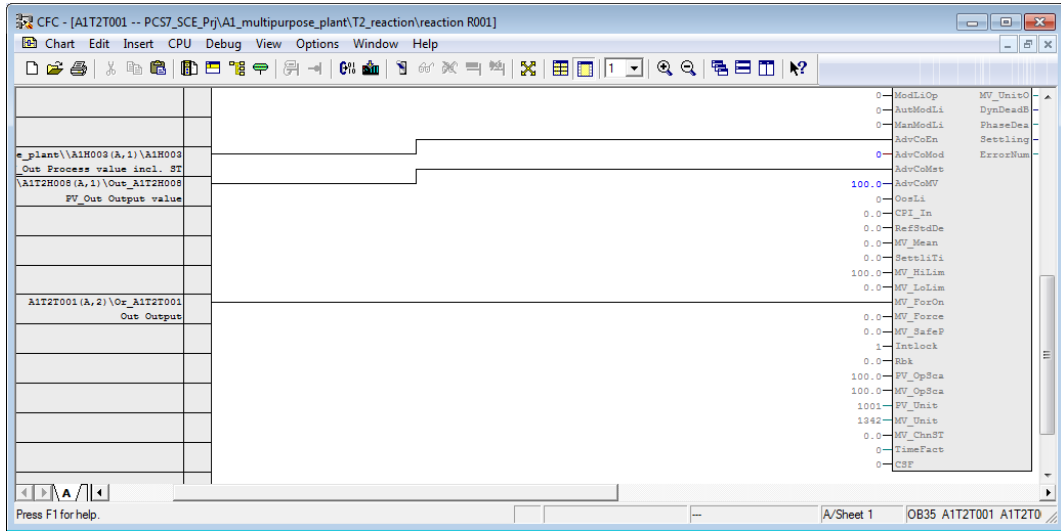 CFC - [A1T2T001 -- PCS7_SCE_Prj\A1_multipurpose_plant\T2_reaction\reaction R001]
Chart Edit Insert CPU Debug View Options Window Help
1
0 ModLiOp MV_UnitO
0 AutModLi DynDeadB
0 ManModLi PhaseDea
AdvCoEn Settling
e_plant\\A1H003(A,1)\A1H003 0 AdvCoMod ErrorNum
_Out Process value incl. ST AdvCoMst
\A1T2H008(A,1)\Out_A1T2H008 100.0 AdvCoMV
PV_Out Output value 0 OosLi
0.0 CPI_In
0.0 RefStdDe
0.0 MV_Mean
0.0 SettliTi
100.0 MV_HiLim
0.0 MV_LoLim
A1T2T001(A,2)\Or_A1T2T001 MV_ForOn
Out Output 0.0 MV_Force
0.0 MV_SafeP
1 Intlock
0.0 Rbk
100.0 PV_OpSca
100.0 MV_OpSca
1001 PV_Unit
1342 MV_Unit
0.0 MV_ChnST
0 TimeFact
0 CSF
A
Press F1 for help. --- A/Sheet 1 OB35 A1T2T001 A1T2T0